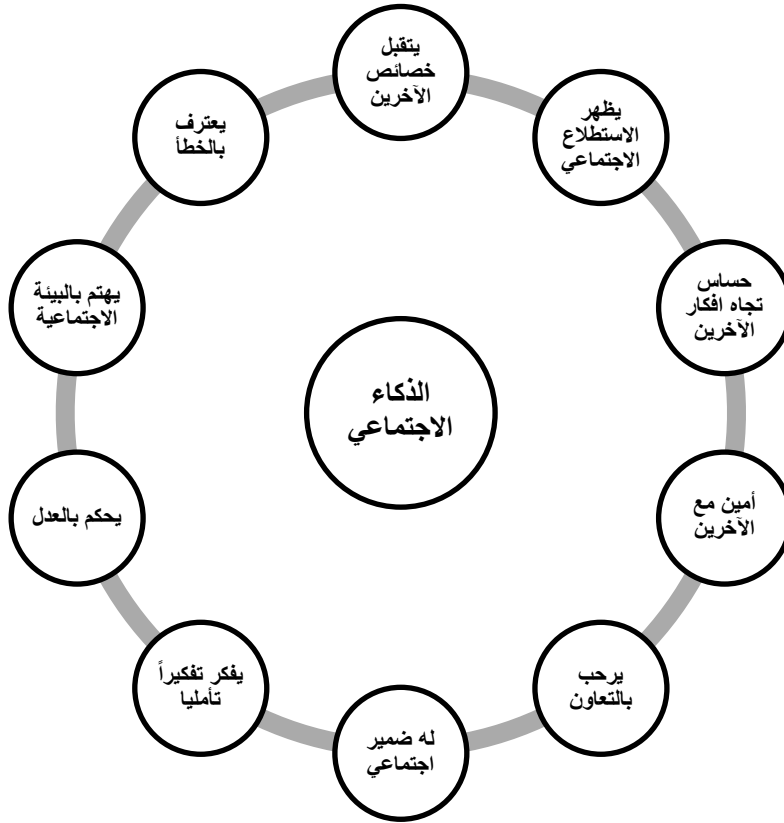 يتقبل
خصائص
الآخرين
يظهر
الاستطلاع
الاجتماعي
حساس
تجاه افكار
الآخرين
أمين مع
الآخرين
يرحب
بالتعاون
له ضمير
اجتماعي
يفكر تفكيراً
تأمليا
يحكم بالعدل
يهتم بالبيئة
الاجتماعية
يعترف
بالخطأ
الذكاء
الاجتماعي